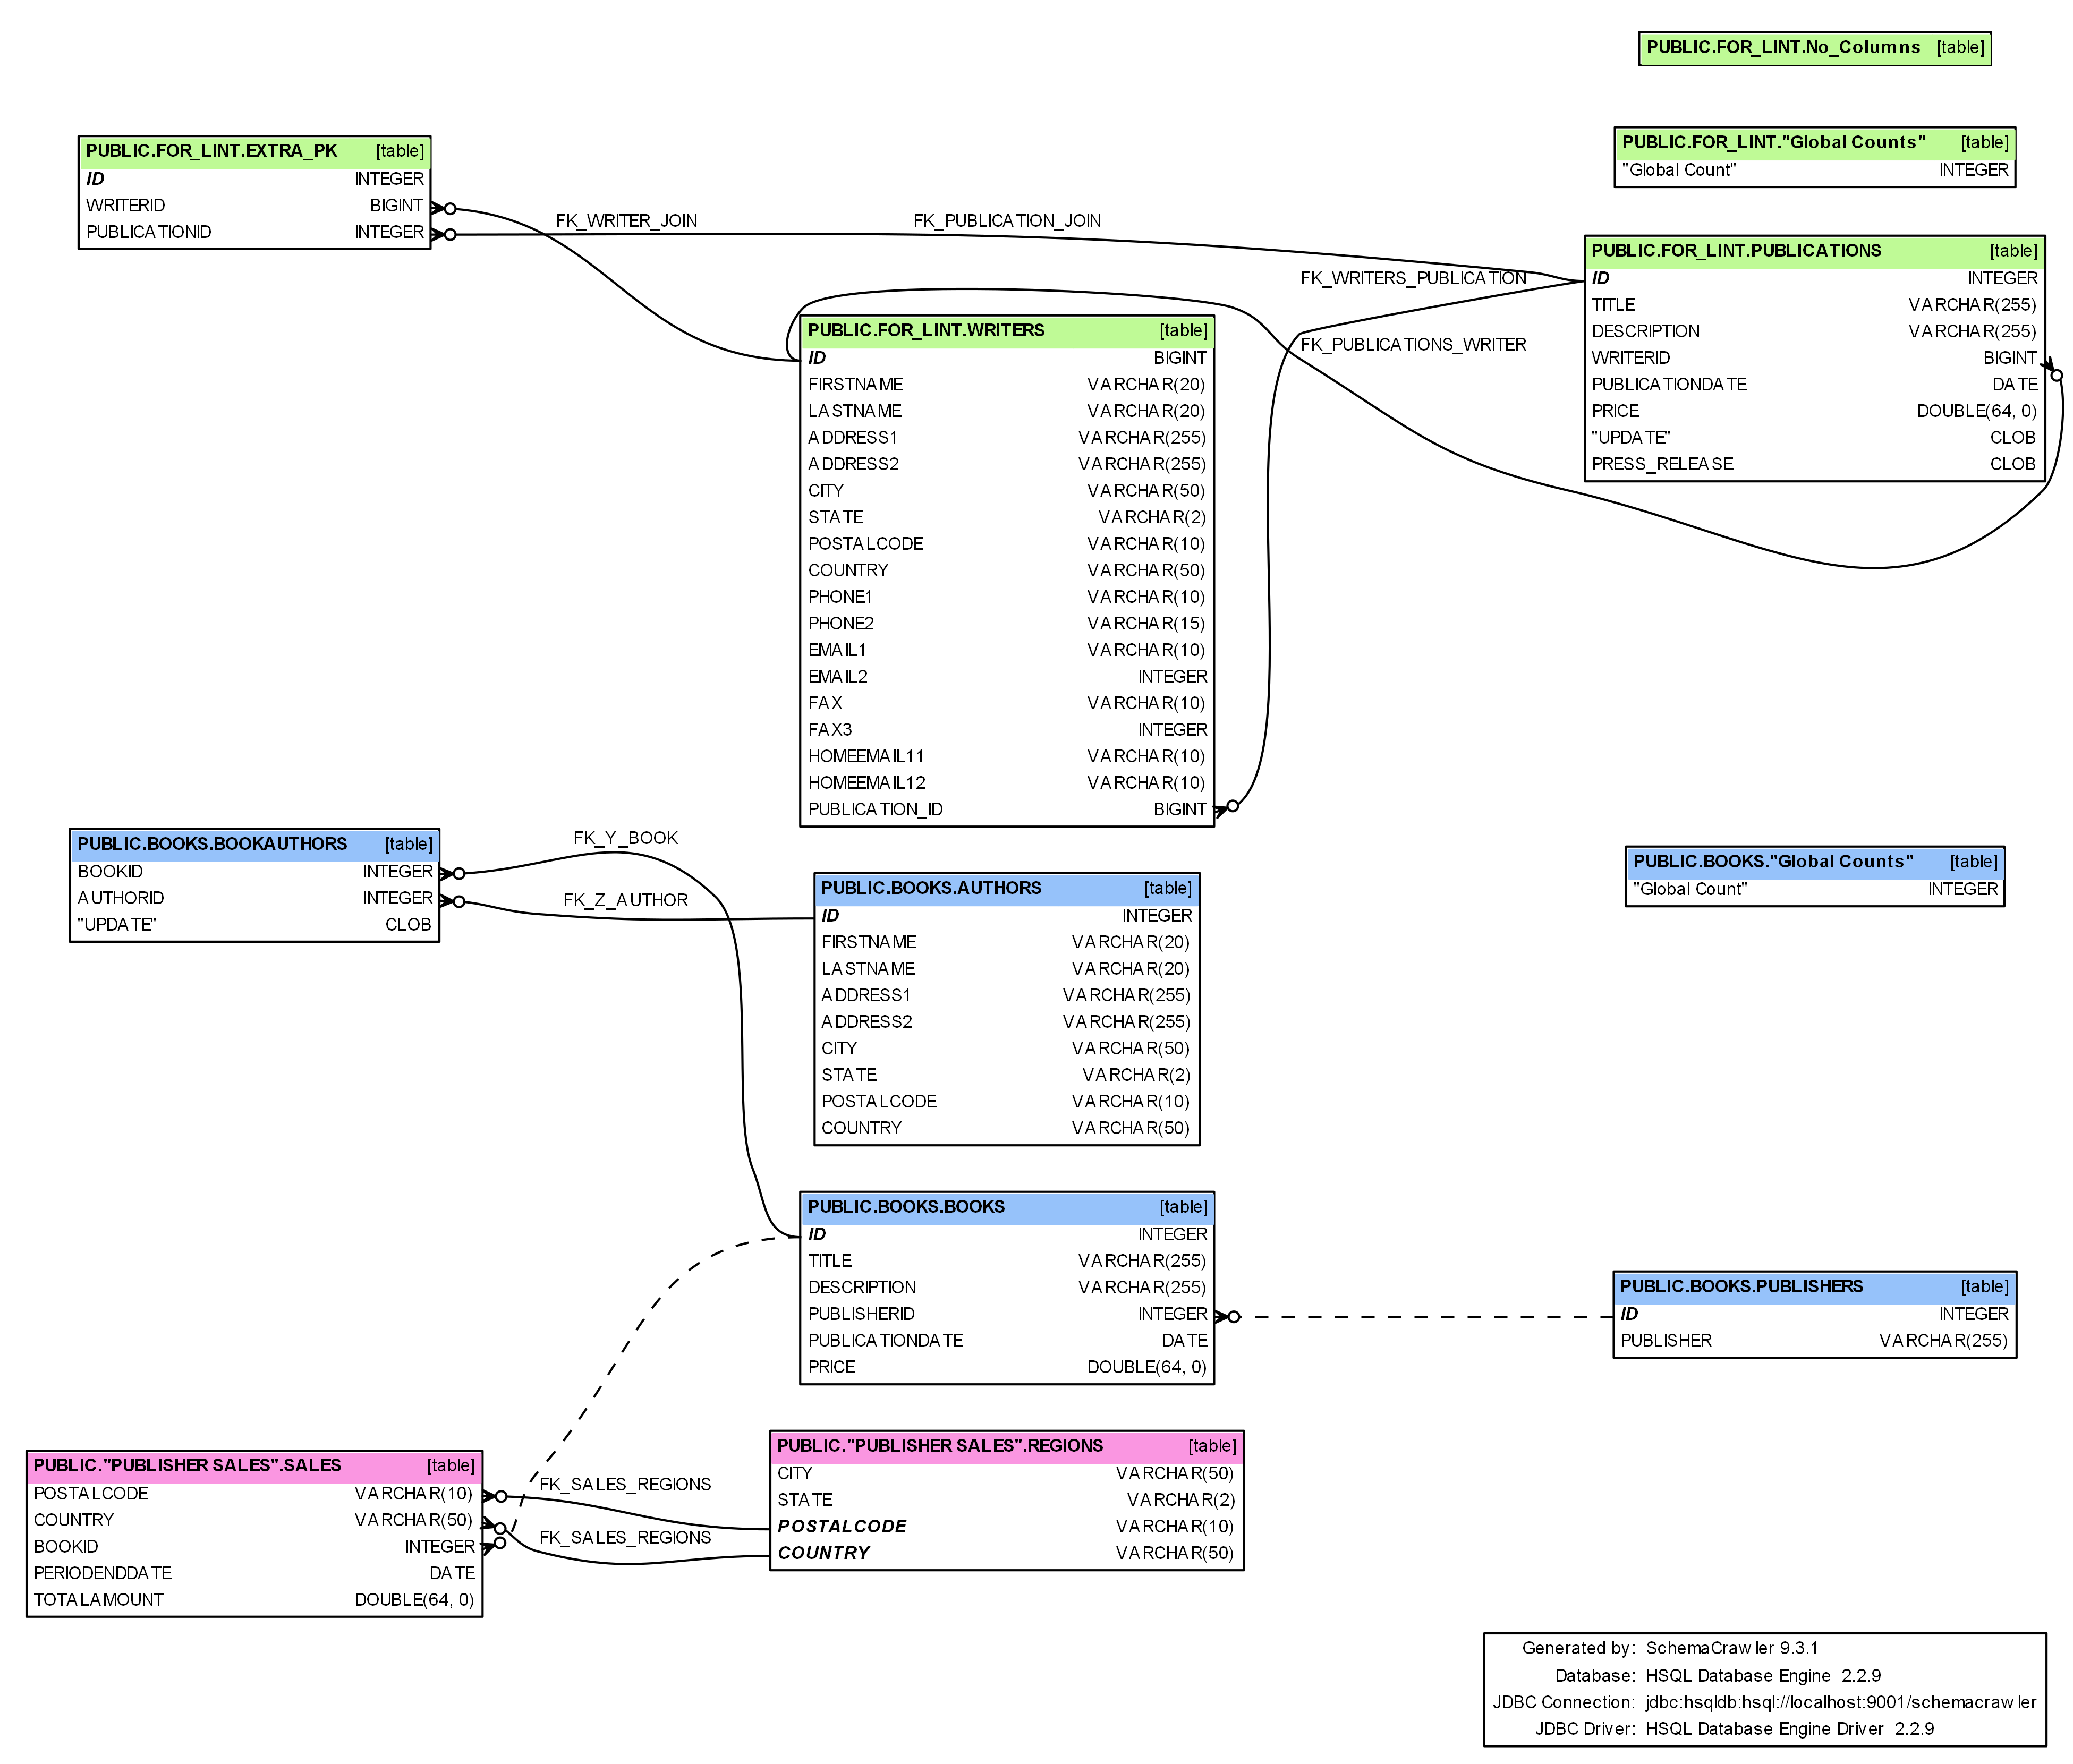 PUBLIC.FOR_LINT.No_Columns [table]
PUBLIC.FOR_LINT."Global Counts" [table]
"Global Count" INTEGER
PUBLIC.FOR_LINT.EXTRA_PK [table]
ID INTEGER
WRITERID BIGINT
PUBLICATIONID INTEGER
FK_WRITER_JOIN
FK_PUBLICATION_JOIN
FK_WRITERS_PUBLICATION
FK_PUBLICATIONS_WRITER
PUBLIC.FOR_LINT.PUBLICATIONS [table]
ID INTEGER
TITLE VARCHAR(255)
DESCRIPTION VARCHAR(255)
WRITERID BIGINT
PUBLICATIONDATE DATE
PRICE DOUBLE(64, 0)
"UPDATE" CLOB
PRESS_RELEASE CLOB
PUBLIC.FOR_LINT.WRITERS [table]
ID BIGINT
FIRSTNAME VARCHAR(20)
LASTNAME VARCHAR(20)
ADDRESS1 VARCHAR(255)
ADDRESS2 VARCHAR(255)
CITY VARCHAR(50)
STATE VARCHAR(2)
POSTALCODE VARCHAR(10)
COUNTRY VARCHAR(50)
PHONE1 VARCHAR(10)
PHONE2 VARCHAR(15)
EMAIL1 VARCHAR(10)
EMAIL2 INTEGER
FAX VARCHAR(10)
FAX3 INTEGER
HOMEEMAIL11 VARCHAR(10)
HOMEEMAIL12 VARCHAR(10)
PUBLICATION_ID BIGINT
PUBLIC.BOOKS.BOOKAUTHORS [table]
BOOKID INTEGER
AUTHORID INTEGER
"UPDATE" CLOB
FK_Y_BOOK
FK_Z_AUTHOR
PUBLIC.BOOKS."Global Counts" [table]
"Global Count" INTEGER
PUBLIC.BOOKS.AUTHORS [table]
ID INTEGER
FIRSTNAME VARCHAR(20)
LASTNAME VARCHAR(20)
ADDRESS1 VARCHAR(255)
ADDRESS2 VARCHAR(255)
CITY VARCHAR(50)
STATE VARCHAR(2)
POSTALCODE VARCHAR(10)
COUNTRY VARCHAR(50)
PUBLIC.BOOKS.BOOKS [table]
ID INTEGER
TITLE VARCHAR(255)
DESCRIPTION VARCHAR(255)
PUBLISHERID INTEGER
PUBLICATIONDATE DATE
PRICE DOUBLE(64, 0)
PUBLIC.BOOKS.PUBLISHERS [table]
ID INTEGER
PUBLISHER VARCHAR(255)
PUBLIC."PUBLISHER SALES".SALES [table]
POSTALCODE VARCHAR(10)
COUNTRY VARCHAR(50)
BOOKID INTEGER
PERIODENDDATE DATE
TOTALAMOUNT DOUBLE(64, 0)
FK_SALES_REGIONS
FK_SALES_REGIONS
PUBLIC."PUBLISHER SALES".REGIONS [table]
CITY VARCHAR(50)
STATE VARCHAR(2)
POSTALCODE VARCHAR(10)
COUNTRY VARCHAR(50)
Generated by: SchemaCrawler 9.3.1
Database: HSQL Database Engine 2.2.9
JDBC Connection: jdbc:hsqldb:hsql://localhost:9001/schemacrawler
JDBC Driver: HSQL Database Engine Driver 2.2.9